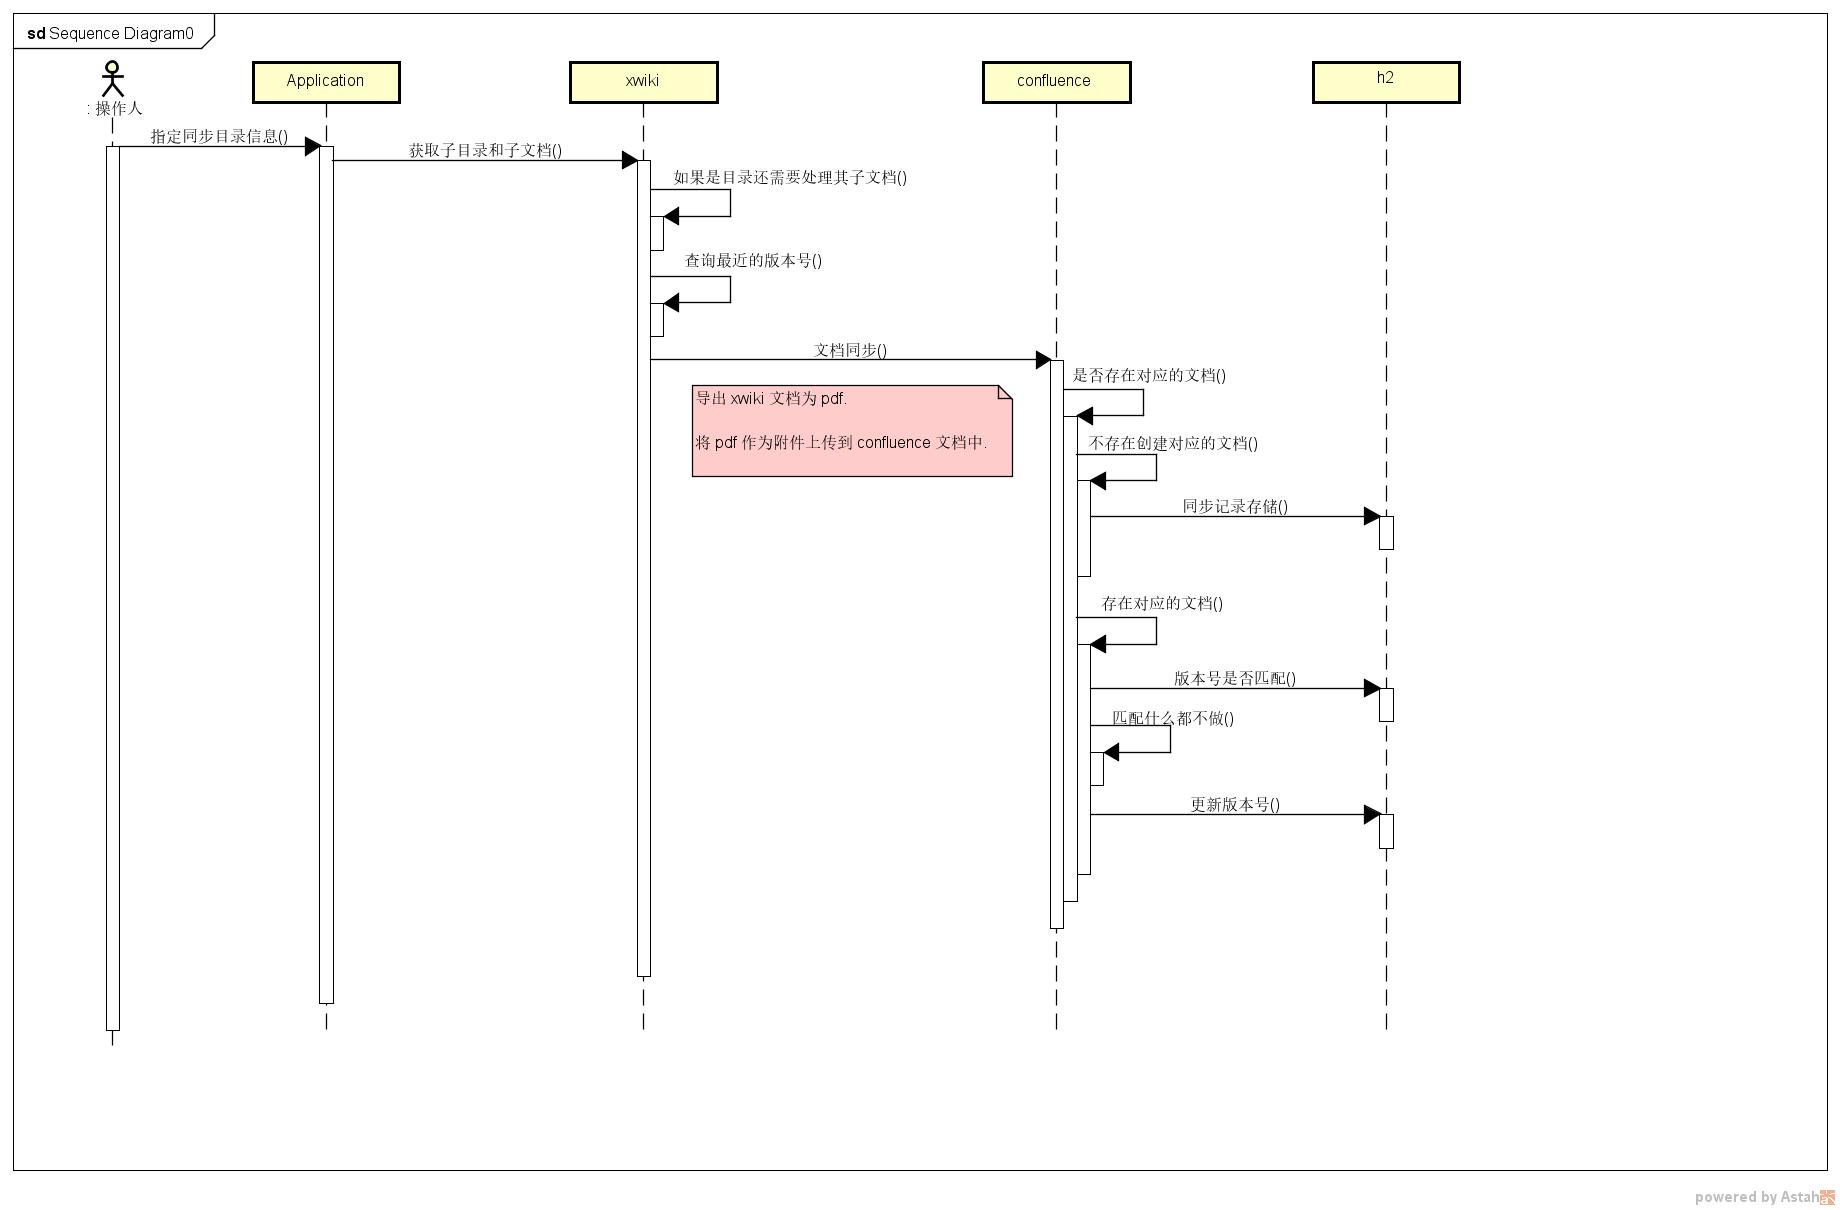 sd Sequence Diagram0
: 操作人
Application
xwiki
confluence
h2
指定同步目录信息()
获取子目录和子文档()
如果是目录还需要处理其子文档()
查询最近的版本号()
文档同步()
是否存在对应的文档()
导出 xwiki 文档为 pdf.
将 pdf 作为附件上传到 confluence 文档中.
不存在创建对应的文档()
同步记录存储()
存在对应的文档()
版本号是否匹配()
匹配什么都不做()
更新版本号()
powered by Astah